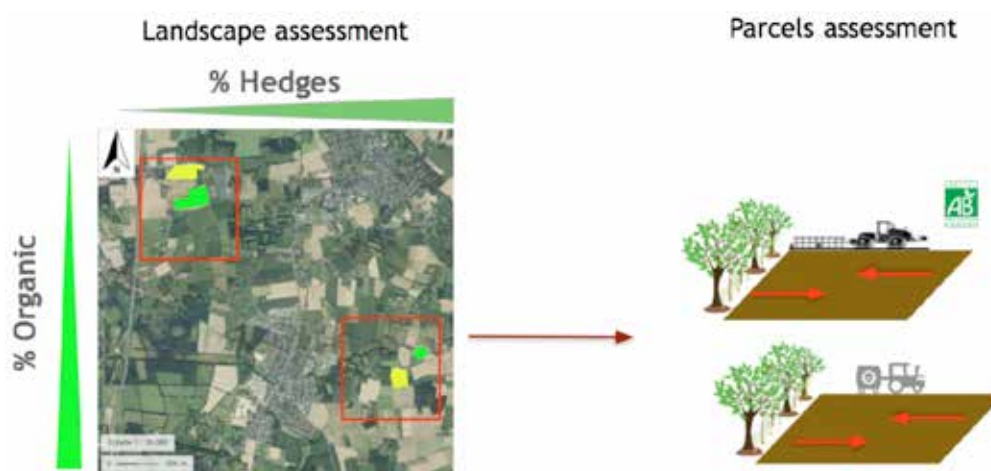 Landscape assessment
Parcels assessment
% Hedges
% Organic
N
AB